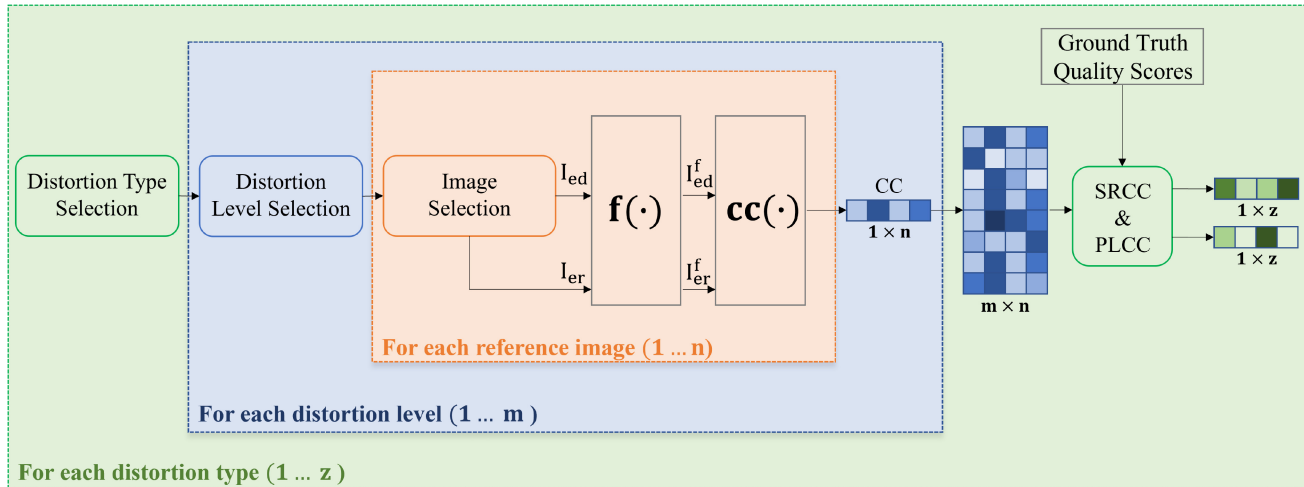 Ground Truth
Quality Scores
Distortion Type
Selection
Distortion
Level Selection
Image
Selection
I_ed
I_er
f(·)
I_ed^f
I_er^f
cc(·)
CC
1 × n
m × n
SRCC
&
PLCC
1 × z
1 × z
For each reference image (1 ... n)
For each distortion level (1 ... m )
For each distortion type (1 ... z )